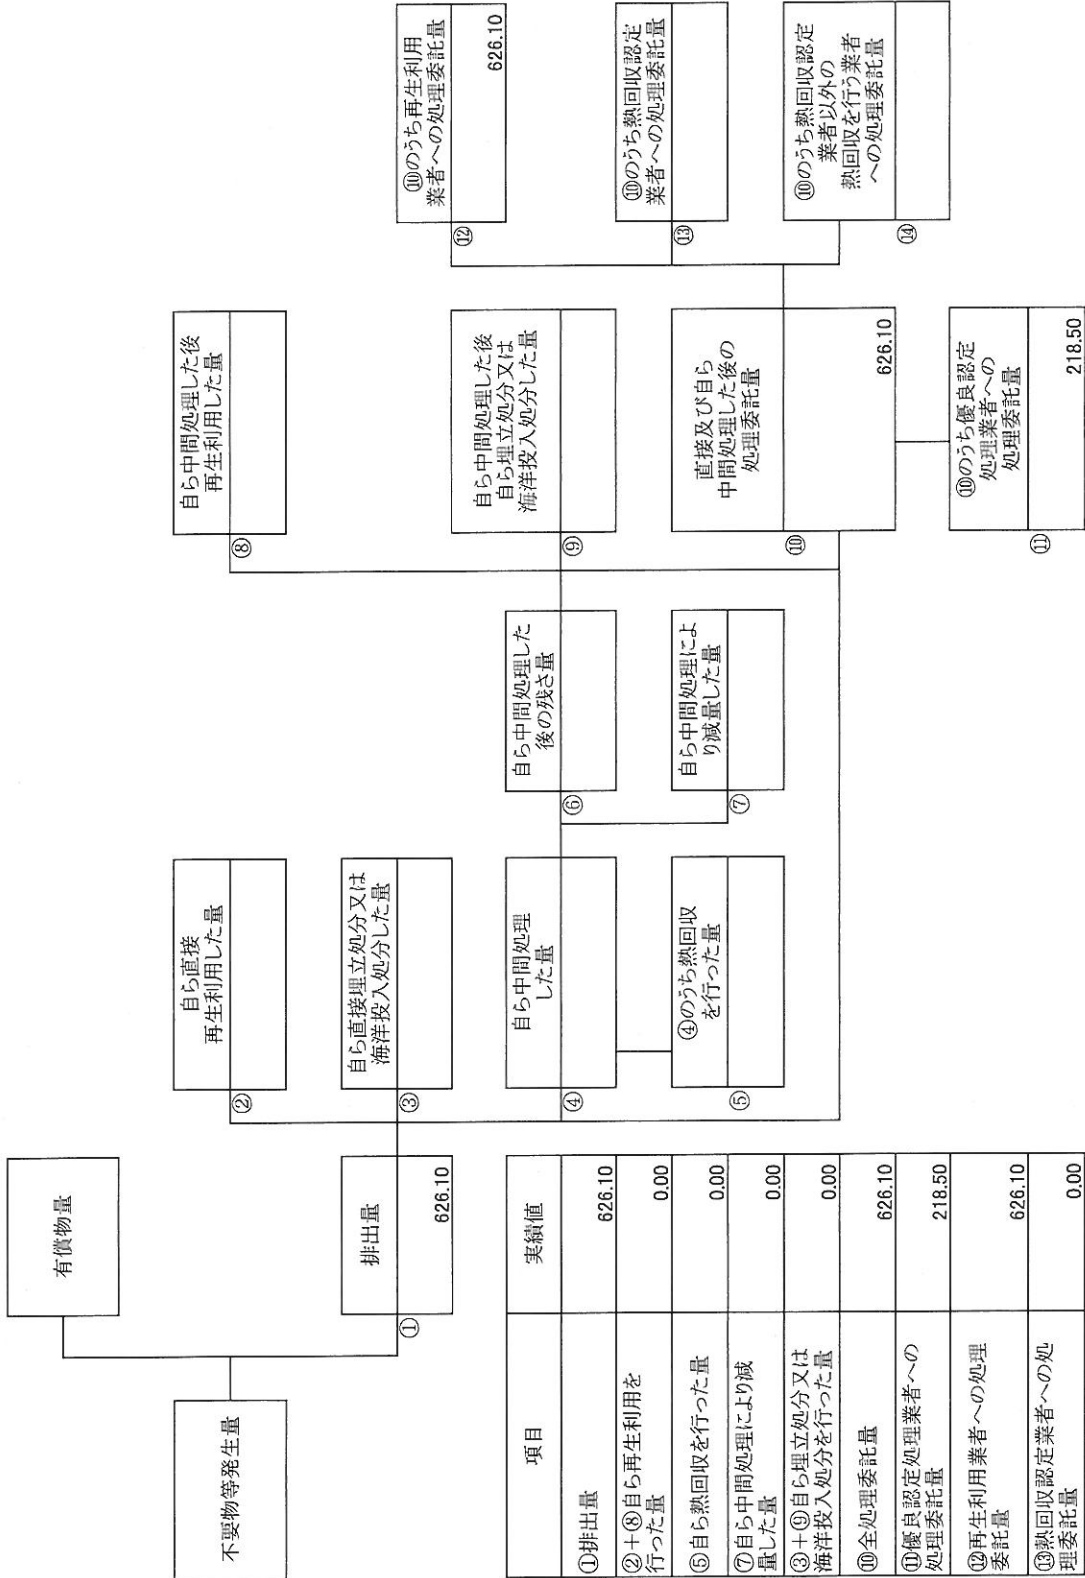 不要物等発生量
有償物量
排出量
①
626.10
自ら直接
再生利用した量
②
自ら直接埋立処分又は
海洋投入処分した量
③
自ら中間処理
した量
④
④のうち熱回収
を行った量
⑤
自ら中間処理した
後の残さ量
⑥
自ら中間処理によ
り減量した量
⑦
自ら中間処理した後
再生利用した量
⑧
自ら中間処理した後
自ら埋立処分又は
海洋投入処分した量
⑨
直接及び自ら
中間処理した後の
処理委託量
⑩
626.10
⑩のうち優良認定
処理業者への
処理委託量
⑪
218.50
⑩のうち再生利用
業者への処理委託量
⑫
626.10
⑩のうち熱回収認定
業者への処理委託量
⑬
⑩のうち熱回収認定
業者以外の
熱回収を行う業者
への処理委託量
⑭
項目 実績値
①排出量 626.10
②+⑧自ら再生利用を
行った量 0.00
⑤自ら熱回収を行った量 0.00
⑦自ら中間処理により減
量した量 0.00
③+⑨自ら埋立処分又は
海洋投入処分を行った量 0.00
⑩全処理委託量 626.10
⑪優良認定処理業者への
処理委託量 218.50
⑫再生利用業者への処理
委託量 626.10
⑬熱回収認定業者への処
理委託量 0.00